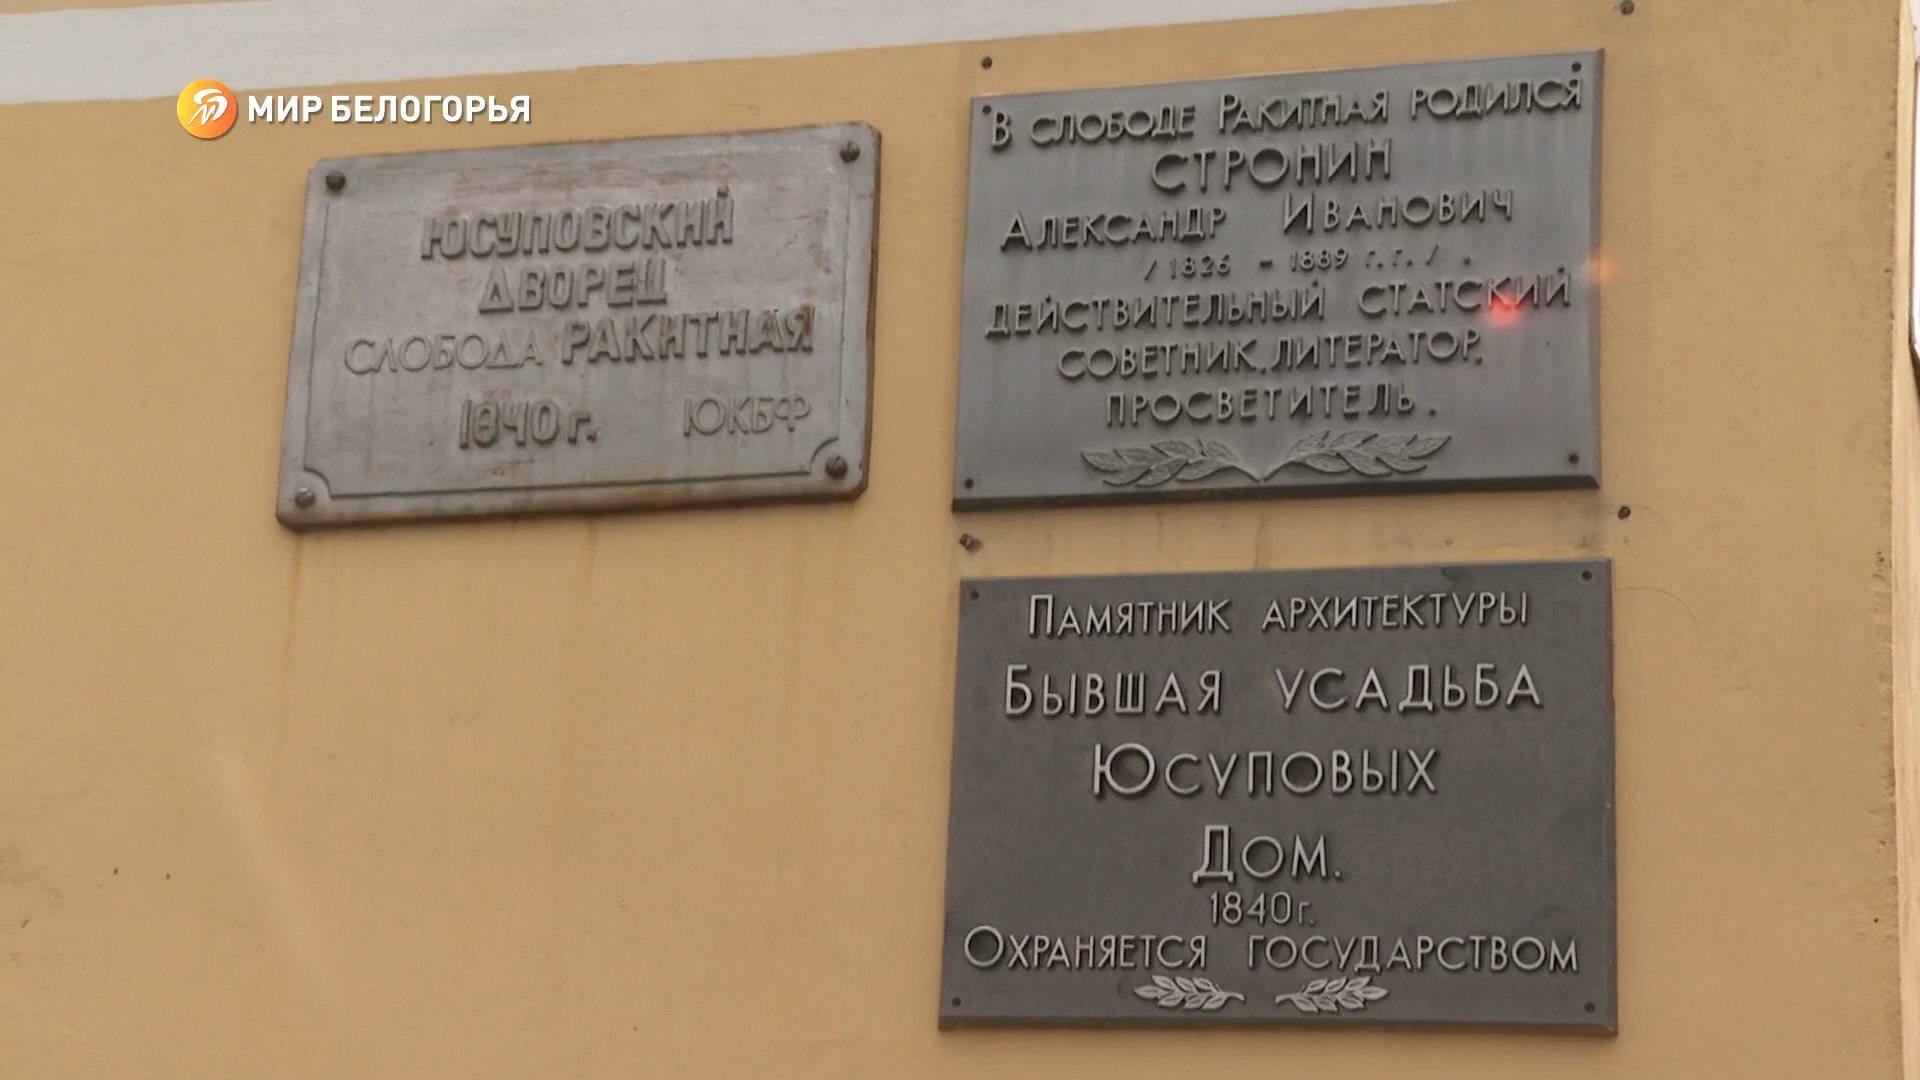 МИР БЕЛОГОРЬЯ
ЮСУПОВСКИЙ
ДВОРЕЦ
СЛОБОДА РАКИТНАЯ
1840 г. ЮКБФ
В СЛОБОДЕ РАКИТНАЯ РОДИЛСЯ
СТРОНИН
АЛЕКСАНДР ИВАНОВИЧ
/ 1826 - 1889 г.г. / .
ДЕЙСТВИТЕЛЬНЫЙ СТАТСКИЙ
СОВЕТНИК, ЛИТЕРАТОР,
ПРОСВЕТИТЕЛЬ.
ПАМЯТНИК АРХИТЕКТУРЫ
БЫВШАЯ УСАДЬБА
ЮСУПОВЫХ
ДОМ.
1840г.
ОХРАНЯЕТСЯ ГОСУДАРСТВОМ